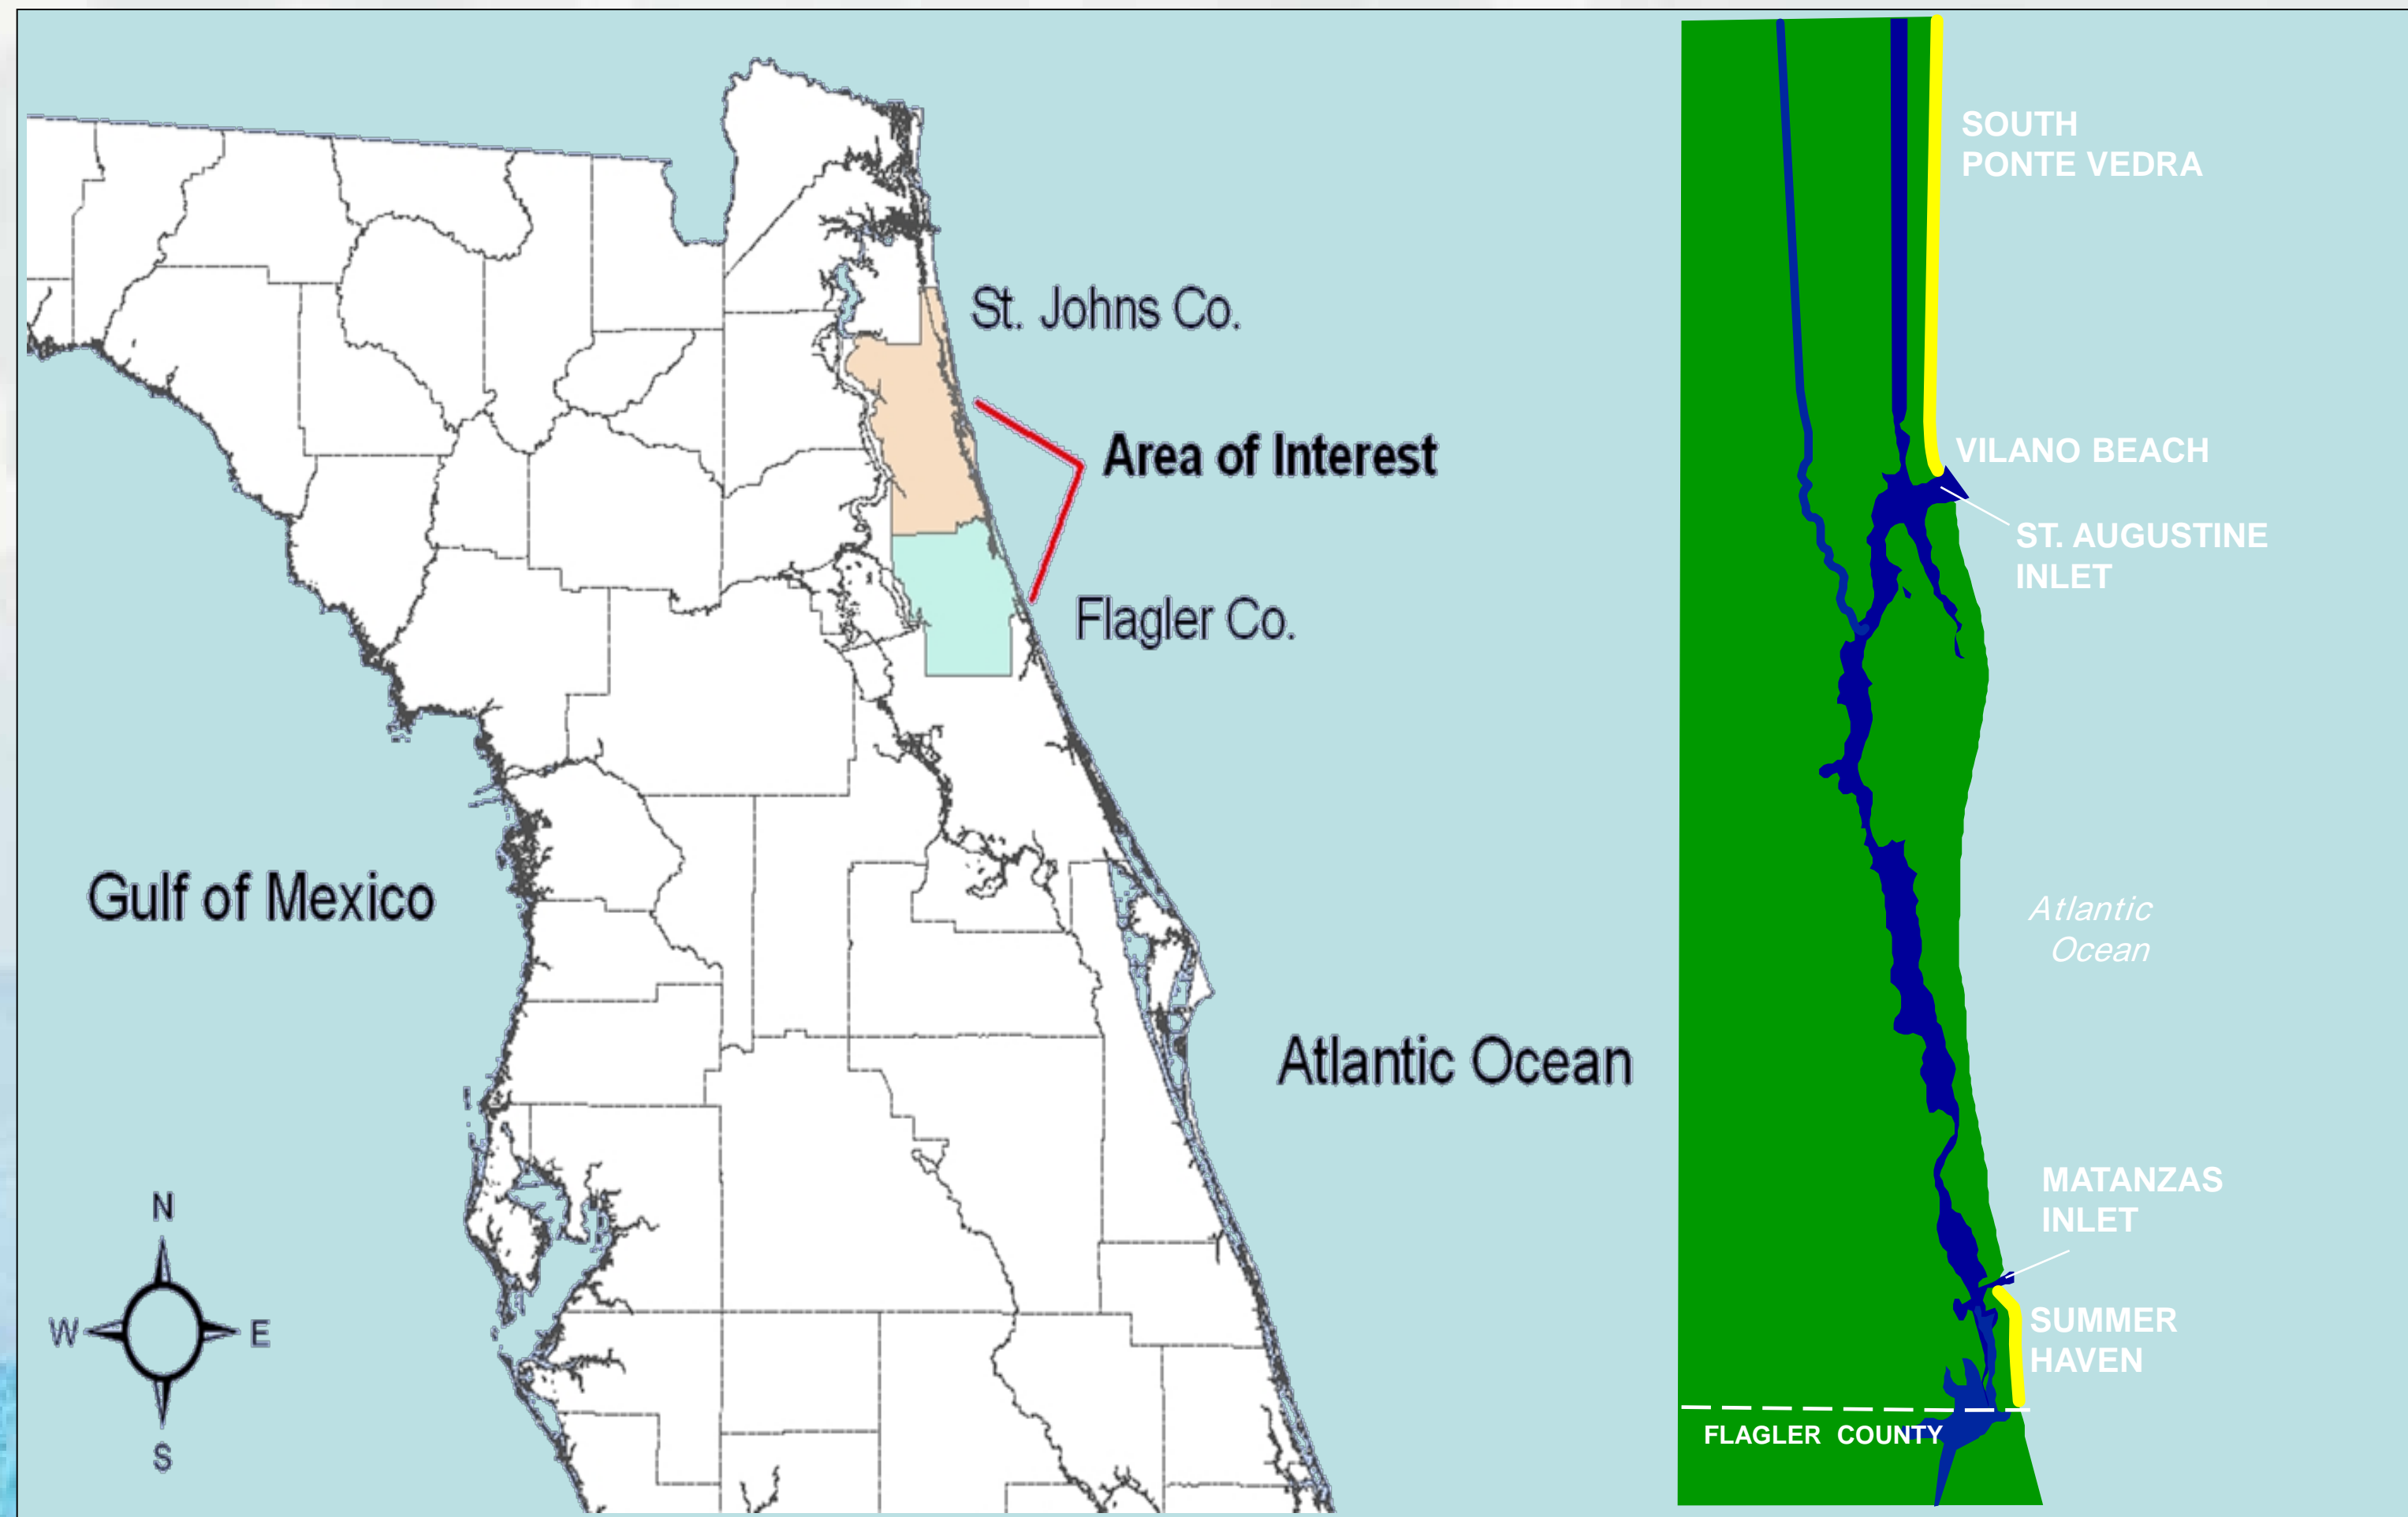 St. Johns Co.
Area of Interest
Flagler Co.
Gulf of Mexico
Atlantic Ocean
N
W
E
S
SOUTH
PONTE VEDRA
VILANO BEACH
ST. AUGUSTINE
INLET
Atlantic
Ocean
MATANZAS
INLET
SUMMER
HAVEN
FLAGLER COUNTY